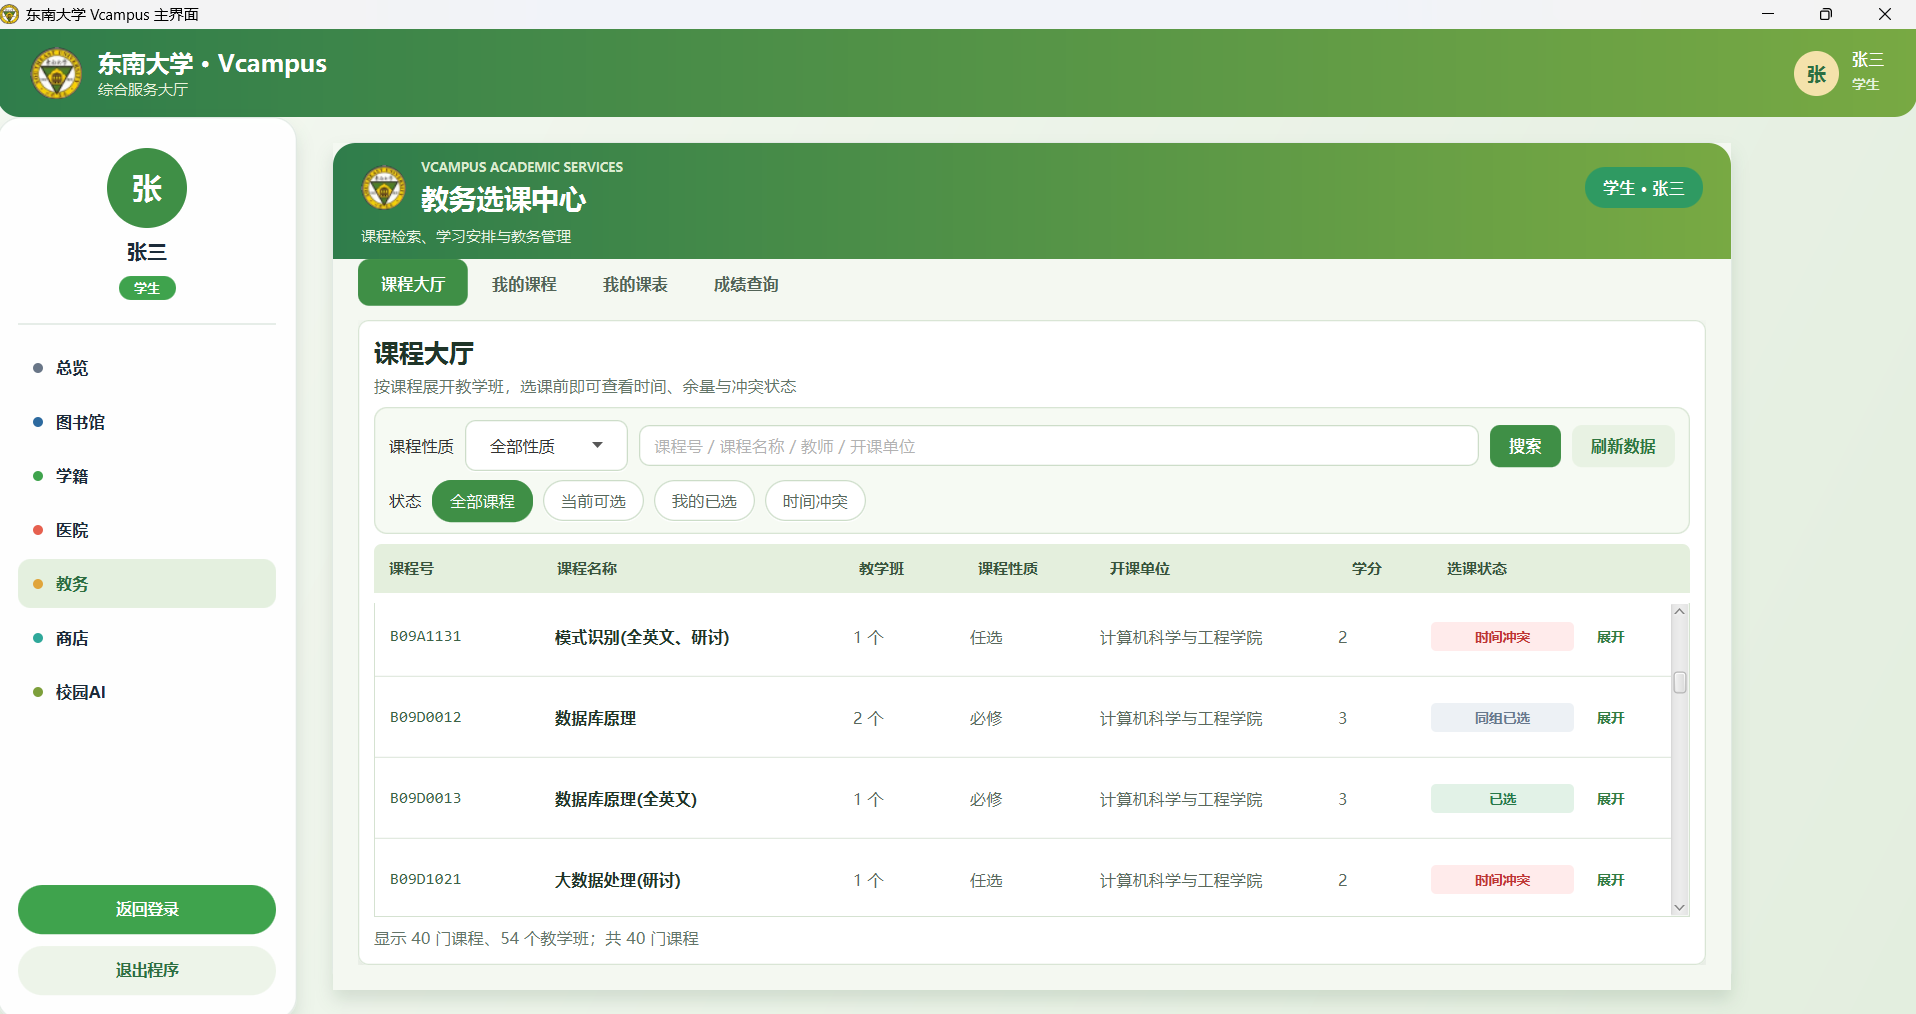 东南大学 Vcampus 主界面
东南大学 • Vcampus
综合服务大厅
张
张三
学生
张
张三
学生
总览
图书馆
学籍
医院
教务
商店
校园AI
返回登录
退出程序
VCAMPUS ACADEMIC SERVICES
教务选课中心
课程检索、学习安排与教务管理
学生 • 张三
课程大厅 我的课程 我的课表 成绩查询
课程大厅
按课程展开教学班，选课前即可查看时间、余量与冲突状态
课程性质 全部性质 课程号 / 课程名称 / 教师 / 开课单位 搜索 刷新数据
状态 全部课程 当前可选 我的已选 时间冲突
课程号 课程名称 教学班 课程性质 开课单位 学分 选课状态
B09A1131 模式识别(全英文、研讨) 1 个 任选 计算机科学与工程学院 2 时间冲突 展开
B09D0012 数据库原理 2 个 必修 计算机科学与工程学院 3 同组已选 展开
B09D0013 数据库原理(全英文) 1 个 必修 计算机科学与工程学院 3 已选 展开
B09D1021 大数据处理(研讨) 1 个 任选 计算机科学与工程学院 2 时间冲突 展开
显示 40 门课程、54 个教学班；共 40 门课程